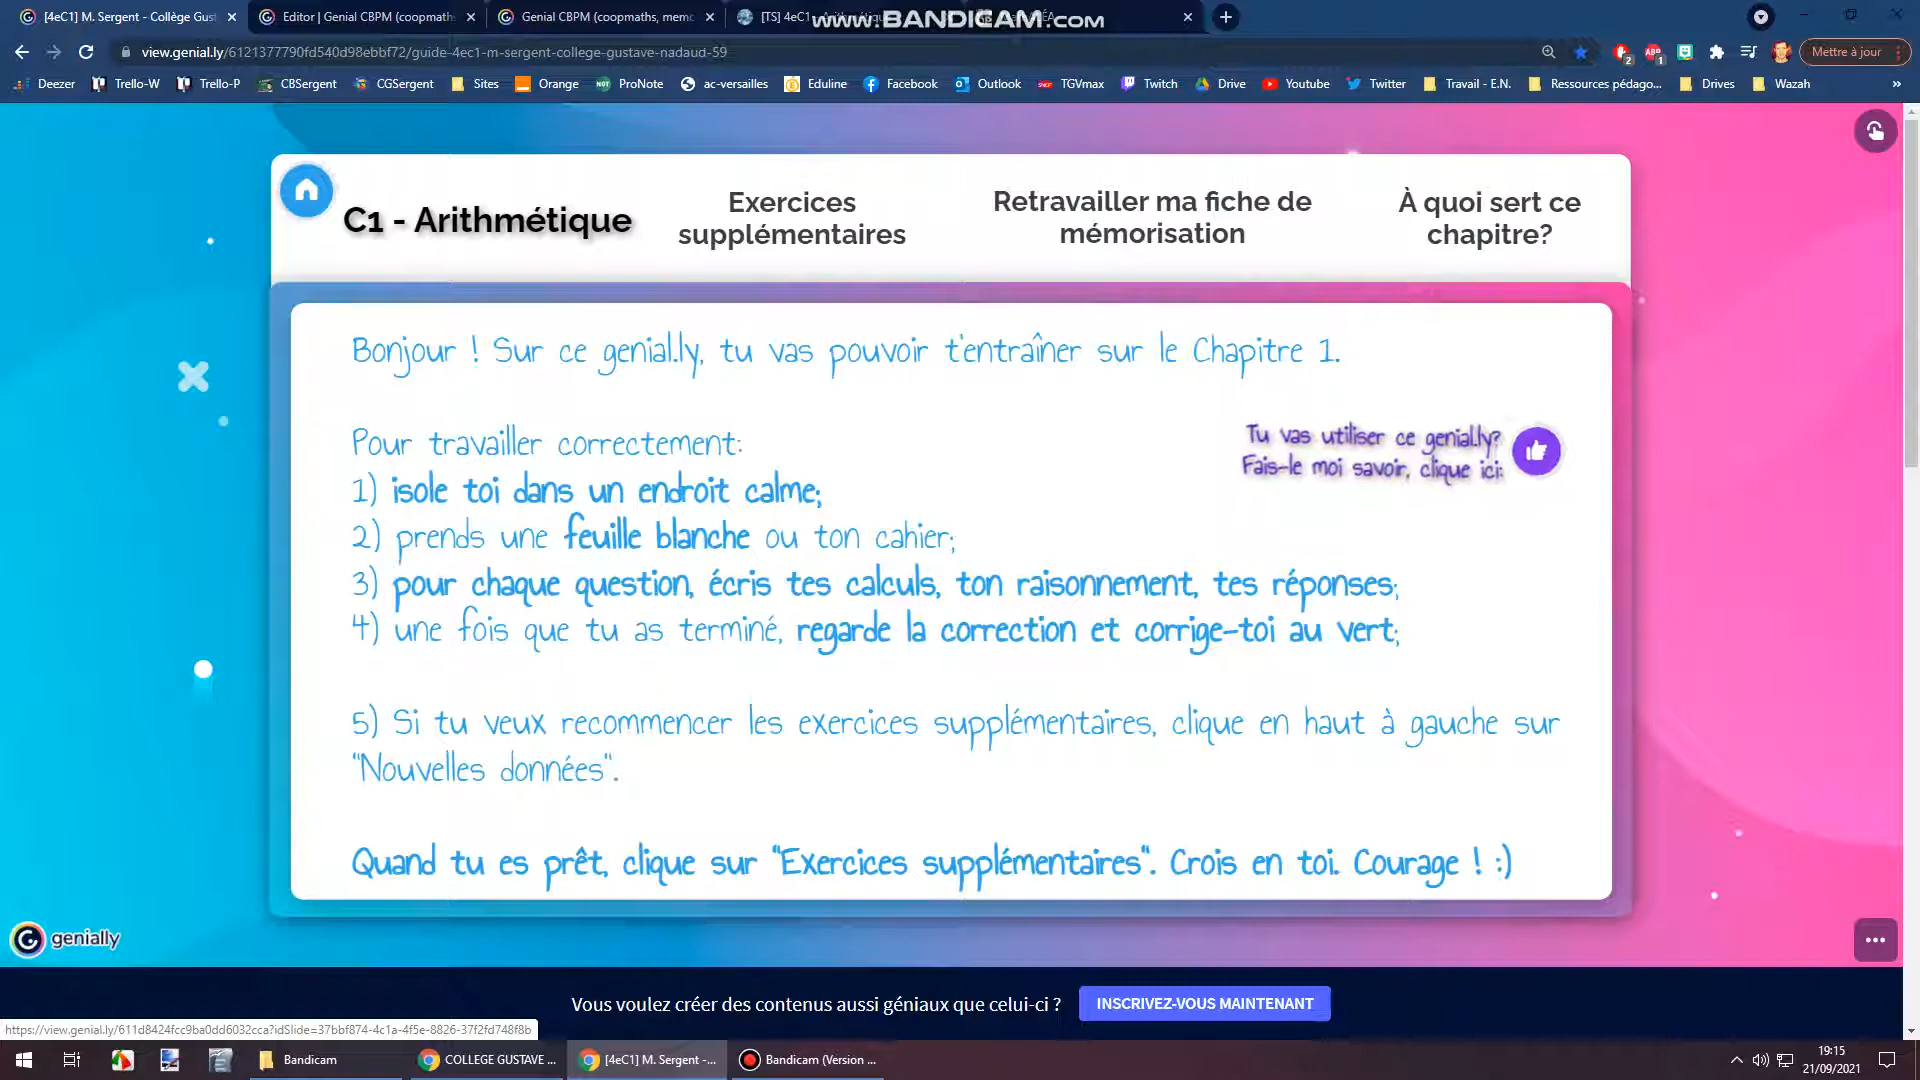 [4eC1] M. Sergent - Collège Gust
Editor | Genial CBPM (coopmaths
Genial CBPM (coopmaths, memo
[TS] 4eC1 - Arithmétiqu
www.BANDICAM.com
view.genial.ly/6121377790fd540d98ebbf72/guide-4ec1-m-sergent-college-gustave-nadaud-59
ABP
2
1
Mettre à jour
Deezer
Trello-W
Trello-P
CBSergent
CGSergent
Sites
Orange
ProNote
ac-versailles
Eduline
Facebook
Outlook
TGVmax
Twitch
Drive
Youtube
Twitter
Travail - E.N.
Ressources pédago...
Drives
Wazah
»
C1 - Arithmétique
Exercices
supplémentaires
Retravailler ma fiche de
mémorisation
À quoi sert ce
chapitre?
Bonjour ! Sur ce genial.ly, tu vas pouvoir t'entraîner sur le Chapitre 1.
Pour travailler correctement:
Tu vas utiliser ce genial.ly?
Fais-le moi savoir, clique ici:
1) isole toi dans un endroit calme;
2) prends une feuille blanche ou ton cahier;
3) pour chaque question, écris tes calculs, ton raisonnement, tes réponses;
4) une fois que tu as terminé, regarde la correction et corrige-toi au vert;
5) Si tu veux recommencer les exercices supplémentaires, clique en haut à gauche sur
"Nouvelles données".
Quand tu es prêt, clique sur "Exercices supplémentaires". Crois en toi. Courage ! :)
genially
Vous voulez créer des contenus aussi géniaux que celui-ci ?
INSCRIVEZ-VOUS MAINTENANT
https://view.genial.ly/611d8424fcc9ba0dd6032cca?idSlide=37bbf874-4c1a-4f5e-8826-37f2fd748f8b
Bandicam
COLLEGE GUSTAVE ...
[4eC1] M. Sergent -...
Bandicam (Version ...
19:15
21/09/2021